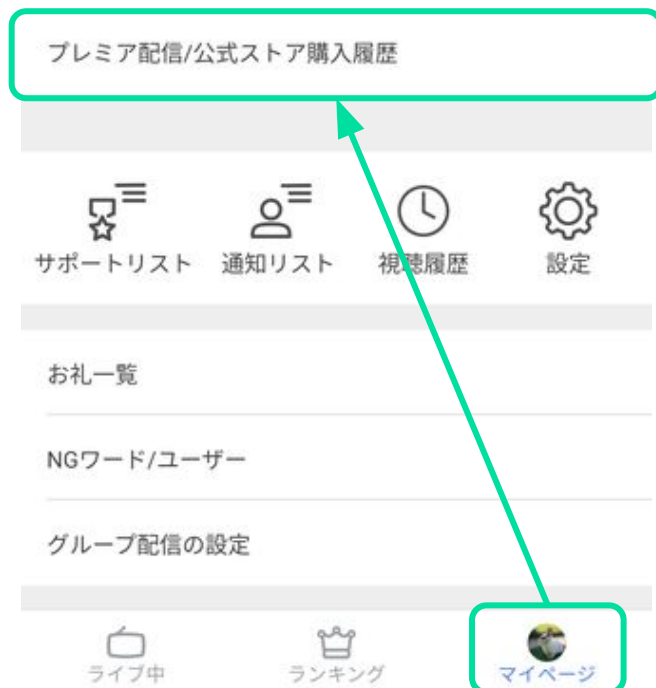 プレミア配信/公式ストア購入履歴
サポートリスト 通知リスト 視聴履歴 設定
お礼一覧
NGワード/ユーザー
グループ配信の設定
ライブ中 ランキング マイページ